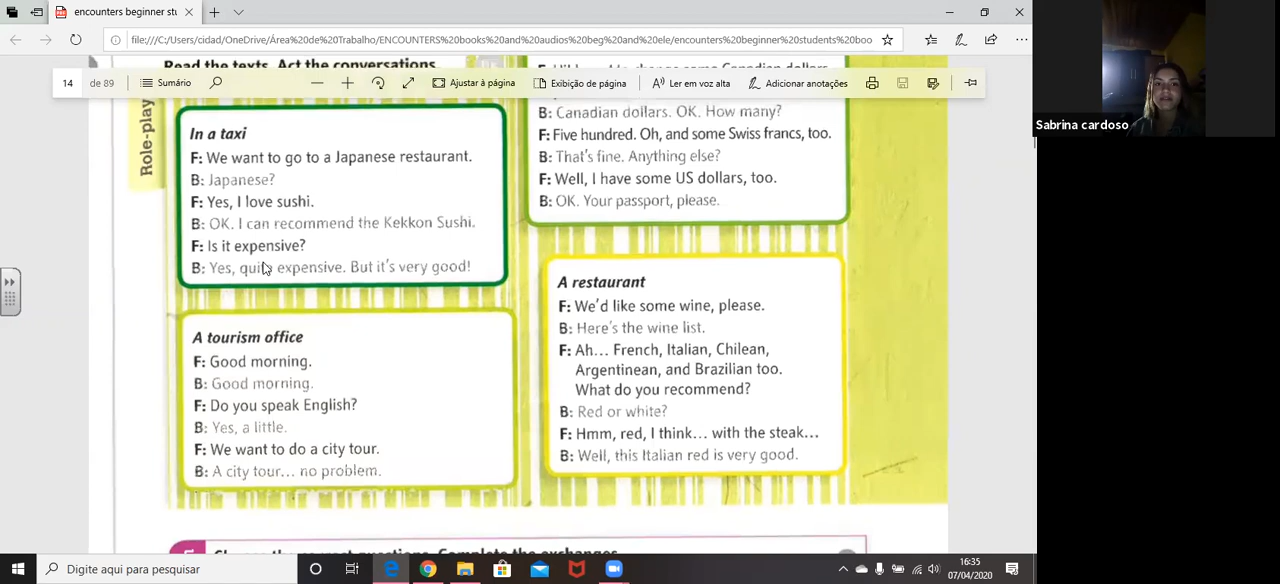 encounters beginner stu
file:///C:/Users/cidad/OneDrive/Área%20de%20Trabalho/ENCOUNTERS%20books%20and%20audios%20beg%20and%20ele/encounters%20beginner%20students%20boo
14 de 89 Sumário Ajustar à página Exibição de página Ler em voz alta Adicionar anotações
Read the texts. Act the conversations.
Role-play
In a taxi
F: We want to go to a Japanese restaurant.
B: Japanese?
F: Yes, I love sushi.
B: OK. I can recommend the Kekkon Sushi.
F: Is it expensive?
B: Yes, quite expensive. But it's very good!
A tourism office
F: Good morning.
B: Good morning.
F: Do you speak English?
B: Yes, a little.
F: We want to do a city tour.
B: A city tour... no problem.
B: Canadian dollars. OK. How many?
F: Five hundred. Oh, and some Swiss francs, too.
B: That's fine. Anything else?
F: Well, I have some US dollars, too.
B: OK. Your passport, please.
A restaurant
F: We'd like some wine, please.
B: Here's the wine list.
F: Ah... French, Italian, Chilean,
Argentinean, and Brazilian too.
What do you recommend?
B: Red or white?
F: Hmm, red, I think... with the steak...
B: Well, this Italian red is very good.
Choose the correct questions. Complete the exchanges.
Sabrina cardoso
Digite aqui para pesquisar
16:35
07/04/2020